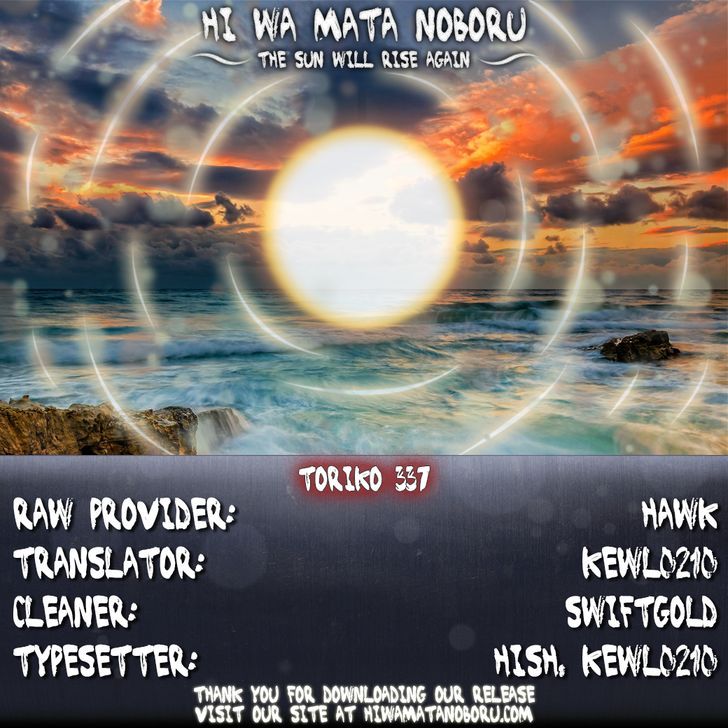 HI WA MATA NOBORU
THE SUN WILL RISE AGAIN
TORIKO 337
RAW PROVIDER: HAWK
TRANSLATOR: KEWL0210
CLEANER: SWIFTGOLD
TYPESETTER: HISH, KEWL0210
THANK YOU FOR DOWNLOADING OUR RELEASE
VISIT OUR SITE AT HIWAMATANOBORU.COM